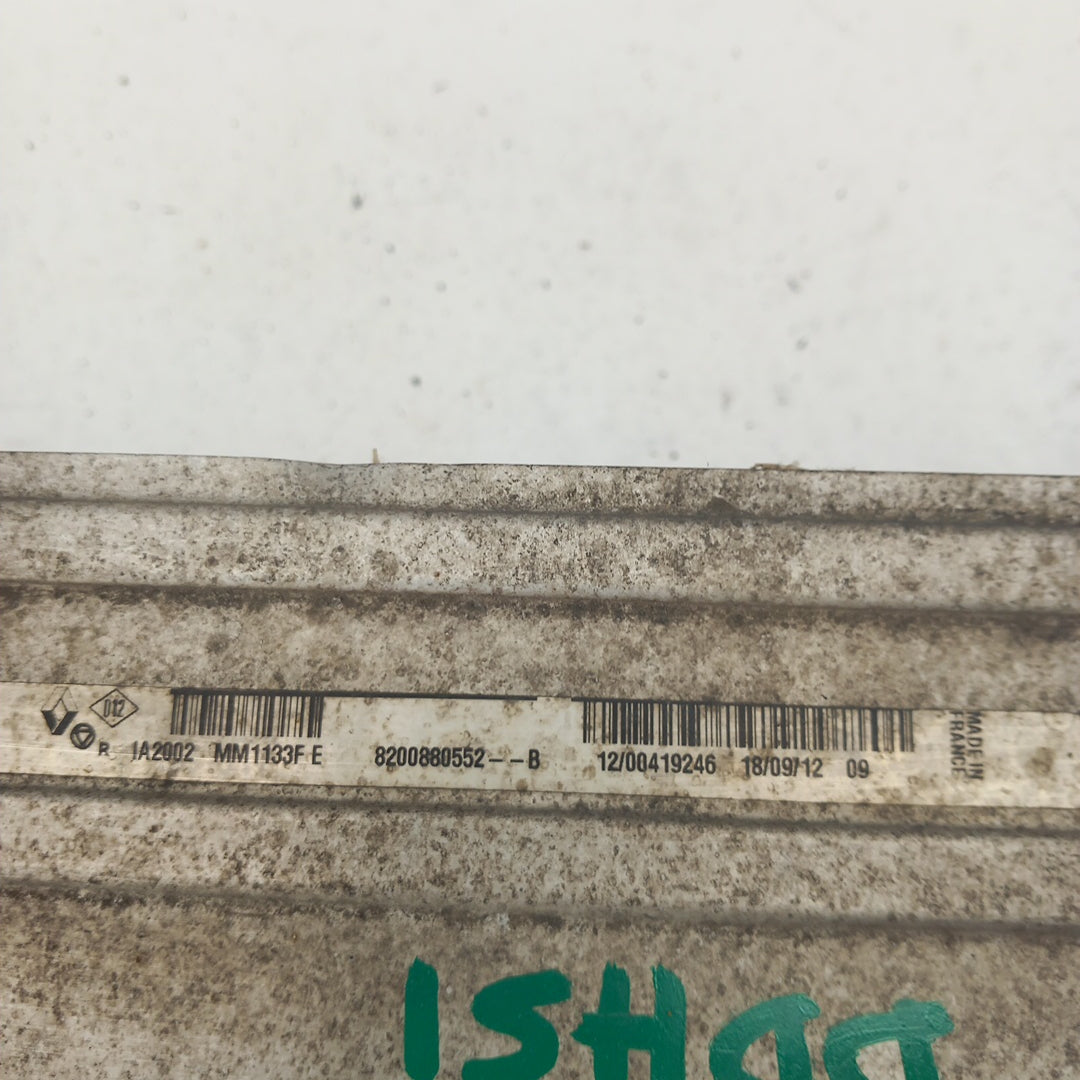 012
R IA2002 MM1133F E 8200880552--B 12/00419246 18/09/12 09
MADE IN
FRANCE